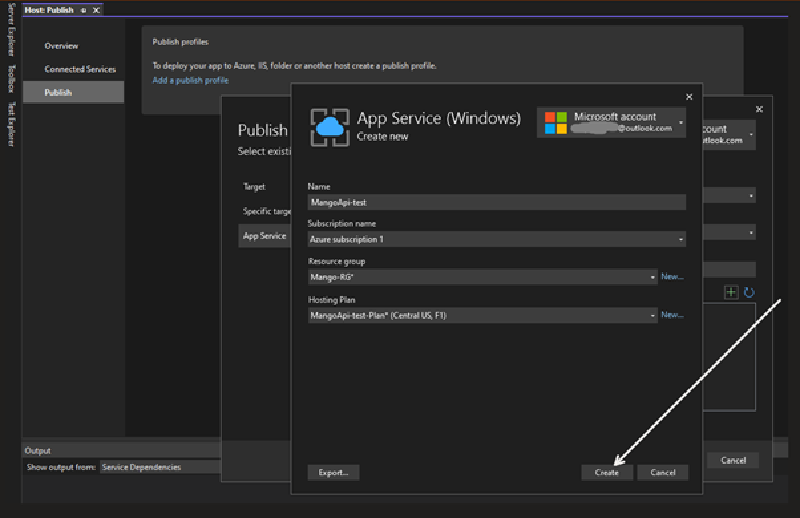 Host: Publish
Server Explorer
Toolbox
Test Explorer
Overview
Connected Services
Publish
Publish profiles
To deploy your app to Azure, IIS, folder or another host create a publish profile.
Add a publish profile
Publish
Select existi
Target
Specific targe
App Service
App Service (Windows)
Create new
Microsoft account
@outlook.com
count
utlook.com
Name
MangoApi-test
Subscription name
Azure subscription 1
Resource group
Mango-RG* New...
Hosting Plan
MangoApi-test-Plan* (Central US, F1) New...
Export... Create Cancel
Cancel
Output
Show output from: Service Dependencies